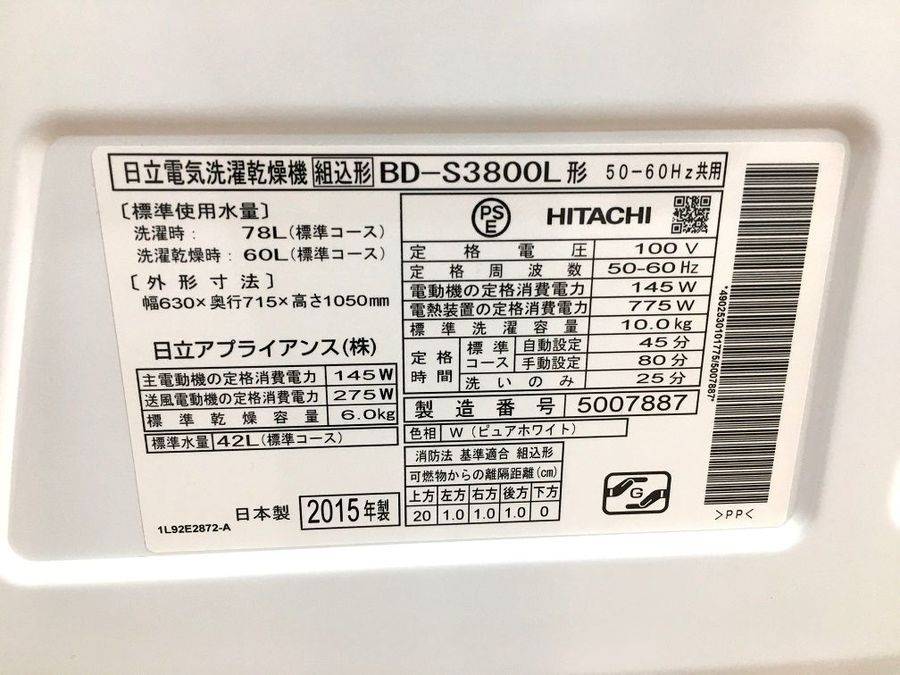 日立電気洗濯乾燥機 組込形 BD-S3800L形 50-60Hz共用
〔標準使用水量〕
洗濯時： 78L(標準コース)
洗濯乾燥時： 60L(標準コース)
〔外形寸法〕
幅630×奥行715×高さ1050mm
日立アプライアンス(株)
主電動機の定格消費電力 145W
送風電動機の定格消費電力 275W
標準乾燥容量 6.0kg
標準水量 42L(標準コース)
日本製 2015年製
1L92E2872-A
PSE HITACHI
定格電圧 100V
定格周波数 50-60Hz
電動機の定格消費電力 145W
電熱装置の定格消費電力 775W
標準洗濯容量 10.0kg
定格時間 標準コース 自動設定 45分
手動設定 80分
洗いのみ 25分
製造番号 5007887
色相 W(ピュアホワイト)
消防法 基準適合 組込形
可燃物からの離隔距離(cm)
上方 左方 右方 後方 下方
20 1.0 1.0 1.0 0
G
*4902530101775/5007887*
>PP<